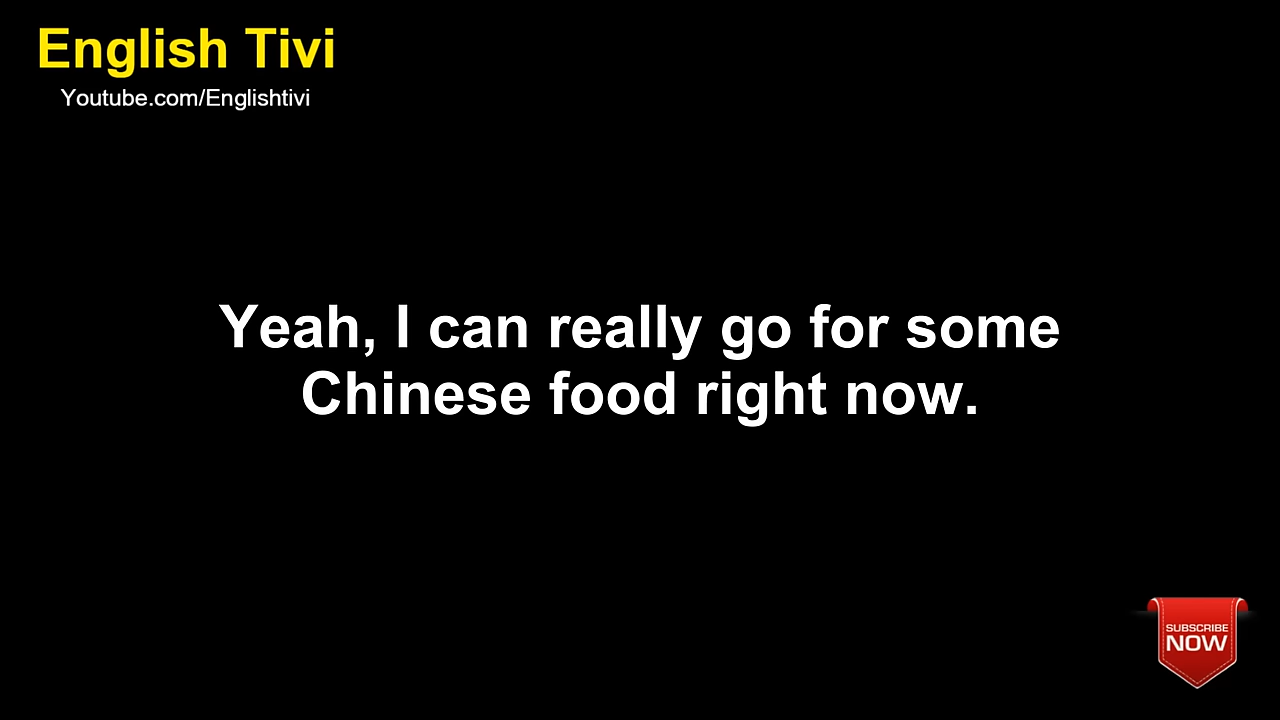 English Tivi
Youtube.com/Englishtivi
Yeah, I can really go for some
Chinese food right now.
SUBSCRIBE
NOW